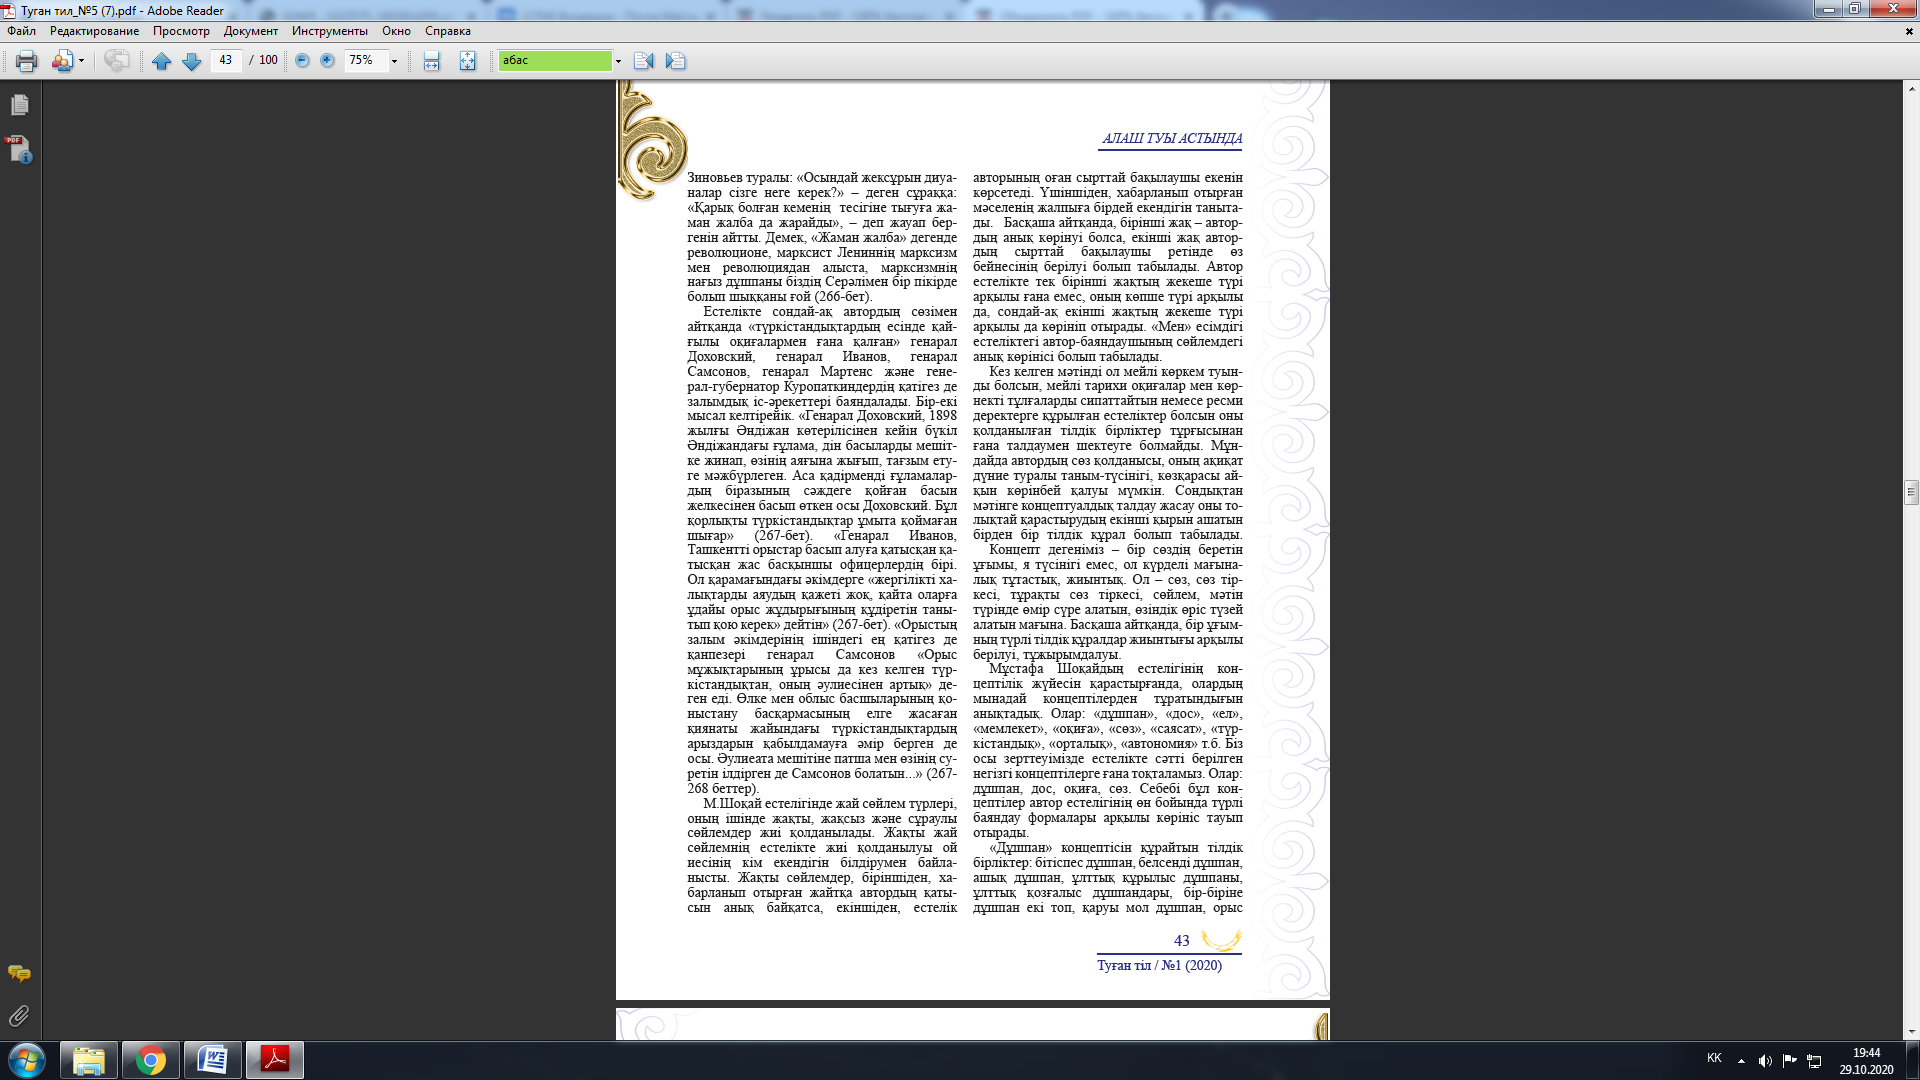 Туған тил_№5 (7).pdf - Adobe Reader
Файл Редактирование Просмотр Документ Инструменты Окно Справка
43 / 100 75% абас
АЛАШ ТУЫ АСТЫНДА
Зиновьев туралы: «Осындай жексұрын диуа-
налар сізге неге керек?» – деген сұраққа:
«Қарық болған кеменің тесігіне тығуға жа-
ман жалба да жарайды», – деп жауап бер-
генін айтты. Демек, «Жаман жалба» дегенде
революционе, марксист Лениннің марксизм
мен революциядан алыста, марксизмнің
нағыз дұшпаны біздің Серәлімен бір пікірде
болып шыққаны ғой (266-бет).
Естелікте сондай-ақ автордың сөзімен
айтқанда «түркістандықтардың есінде қай-
ғылы оқиғалармен ғана қалған» генарал
Доховский, генарал Иванов, генарал
Самсонов, генарал Мартенс және гене-
рал-губернатор Куропаткиндердің қатігез де
залымдық іс-әрекеттері баяндалады. Бір-екі
мысал келтірейік. «Генарал Доховский, 1898
жылғы Әндіжан көтерілісінен кейін бүкіл
Әндіжандағы ғұлама, дін басыларды мешіт-
ке жинап, өзінің аяғына жығып, тағзым ету-
ге мәжбүрлеген. Аса қадірменді ғұламалар-
дың біразының сәждеге қойған басын
желкесінен басып өткен осы Доховский. Бұл
қорлықты түркістандықтар ұмыта қоймаған
шығар» (267-бет). «Генарал Иванов,
Ташкентті орыстар басып алуға қатысқан қа-
тысқан жас басқыншы офицерлердің бірі.
Ол қарамағындағы әкімдерге «жергілікті ха-
лықтарды аяудың қажеті жоқ, қайта оларға
ұдайы орыс жұдырығының құдіретін таны-
тып қою керек» дейтін» (267-бет). «Орыстың
залым әкімдерінің ішіндегі ең қатігез де
қанпезері генарал Самсонов «Орыс
мұжықтарының ұрысы да кез келген түр-
кістандықтан, оның әулиесінен артық» де-
ген еді. Өлке мен облыс басшыларының қо-
ныстану басқармасының елге жасаған
қиянаты жайындағы түркістандықтардың
арыздарын қабылдамауға әмір берген де
осы. Әулиеата мешітіне патша мен өзінің су-
ретін ілдірген де Самсонов болатын...» (267-
268 беттер).
М.Шоқай естелігінде жай сөйлем түрлері,
оның ішінде жақты, жақсыз және сұраулы
сөйлемдер жиі қолданылады. Жақты жай
сөйлемнің естелікте жиі қолданылуы ой
иесінің кім екендігін білдірумен байла-
нысты. Жақты сөйлемдер, біріншіден, ха-
барланып отырған жайтқа автордың қаты-
сын анық байқатса, екіншіден, естелік
авторының оған сырттай бақылаушы екенін
көрсетеді. Үшіншіден, хабарланып отырған
мәселенің жалпыға бірдей екендігін таныта-
ды. Басқаша айтқанда, бірінші жақ – автор-
дың анық көрінуі болса, екінші жақ автор-
дың сырттай бақылаушы ретінде өз
бейнесінің берілуі болып табылады. Автор
естелікте тек бірінші жақтың жекеше түрі
арқылы ғана емес, оның көпше түрі арқылы
да, сондай-ақ екінші жақтың жекеше түрі
арқылы да көрініп отырады. «Мен» есімдігі
естеліктегі автор-баяндаушының сөйлемдегі
анық көрінісі болып табылады.
Кез келген мәтінді ол мейлі көркем туын-
ды болсын, мейлі тарихи оқиғалар мен көр-
некті тұлғаларды сипаттайтын немесе ресми
деректерге құрылған естеліктер болсын оны
қолданылған тілдік бірліктер тұрғысынан
ғана талдаумен шектеуге болмайды. Мұн-
дайда автордың сөз қолданысы, оның ақиқат
дүние туралы таным-түсінігі, көзқарасы ай-
қын көрінбей қалуы мүмкін. Сондықтан
мәтінге концептуалдық талдау жасау оны то-
лықтай қарастырудың екінші қырын ашатын
бірден бір тілдік құрал болып табылады.
Концепт дегеніміз – бір сөздің беретін
ұғымы, я түсінігі емес, ол күрделі мағына-
лық тұтастық, жиынтық. Ол – сөз, сөз тір-
кесі, тұрақты сөз тіркесі, сөйлем, мәтін
түрінде өмір сүре алатын, өзіндік өріс түзей
алатын мағына. Басқаша айтқанда, бір ұғым-
ның түрлі тілдік құралдар жиынтығы арқылы
берілуі, тұжырымдалуы.
Мұстафа Шоқайдың естелігінің кон-
цептілік жүйесін қарастырғанда, олардың
мынадай концептілерден тұратындығын
анықтадық. Олар: «дұшпан», «дос», «ел»,
«мемлекет», «оқиға», «сөз», «саясат», «түр-
кістандық», «орталық», «автономия» т.б. Біз
осы зерттеуімізде естелікте сәтті берілген
негізгі концептілерге ғана тоқталамыз. Олар:
дұшпан, дос, оқиға, сөз. Себебі бұл кон-
цептілер автор естелігінің өн бойында түрлі
баяндау формалары арқылы көрініс тауып
отырады.
«Дұшпан» концептісін құрайтын тілдік
бірліктер: бітіспес дұшпан, белсенді дұшпан,
ашық дұшпан, ұлттық құрылыс дұшпаны,
ұлттық қозғалыс дұшпандары, бір-біріне
дұшпан екі топ, қаруы мол дұшпан, орыс
43
Туған тіл / №1 (2020)
KK
19:44
29.10.2020